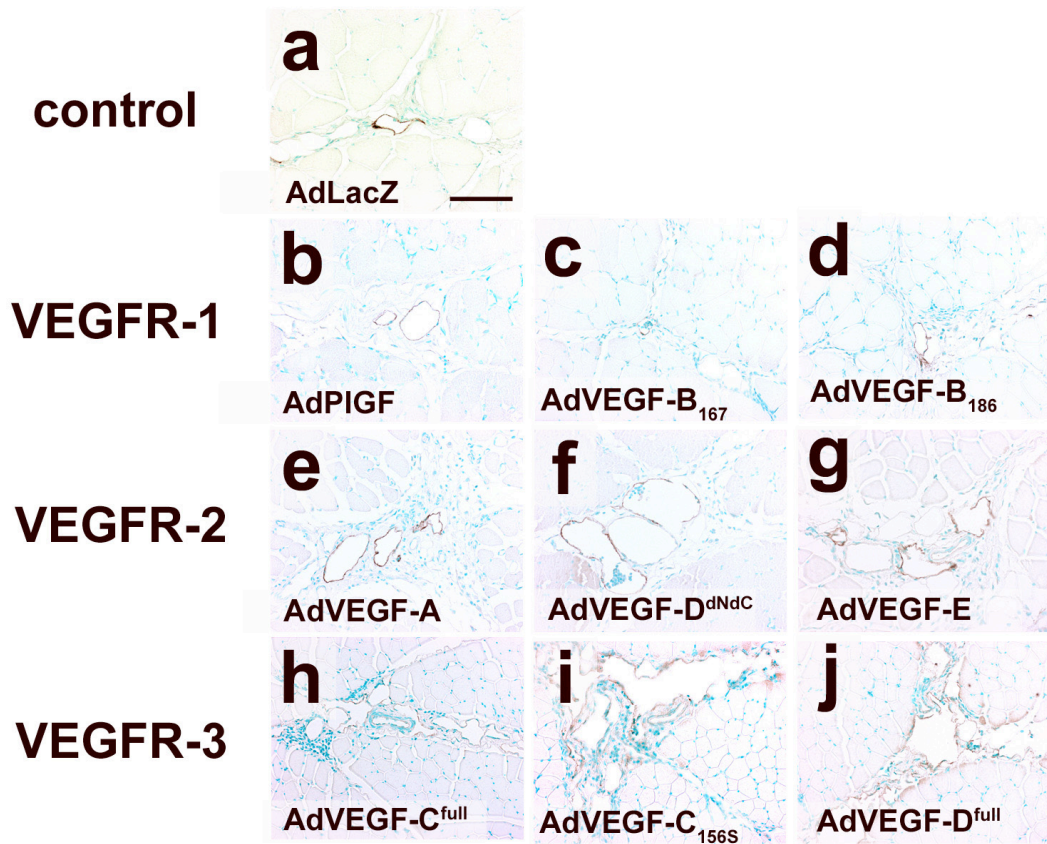 a
control
AdLacZ
b
c
d
VEGFR-1
AdPlGF
AdVEGF-B167
AdVEGF-B186
e
f
g
VEGFR-2
AdVEGF-A
AdVEGF-DdNdC
AdVEGF-E
h
i
j
VEGFR-3
AdVEGF-Cfull
AdVEGF-C156S
AdVEGF-Dfull